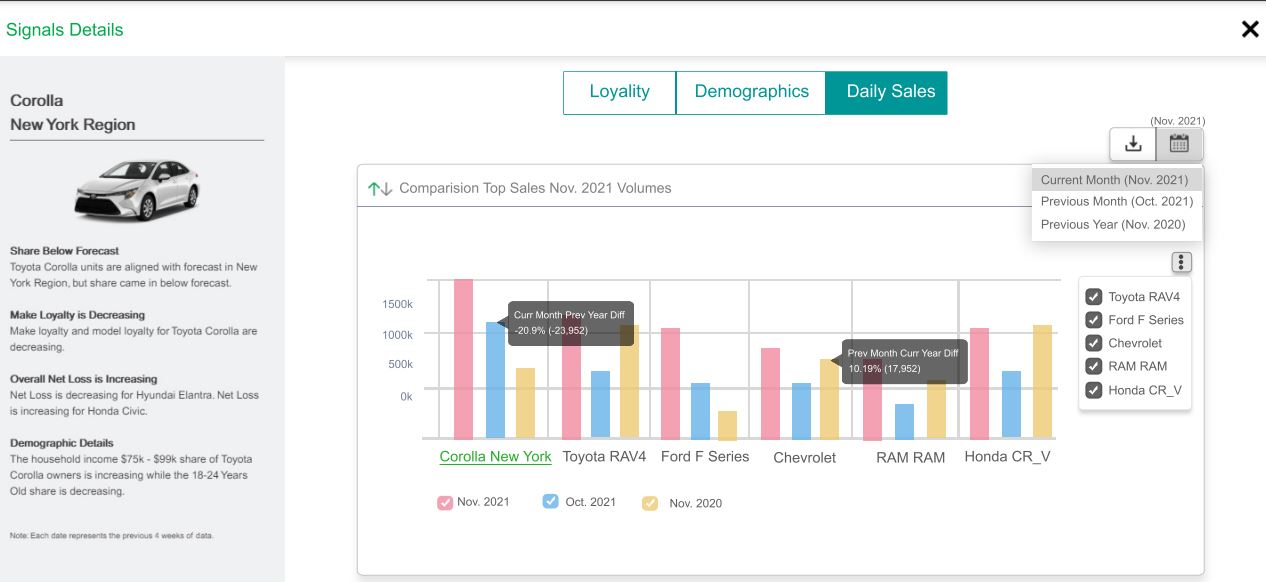 Signals Details
Corolla
New York Region
Share Below Forecast
Toyota Corolla units are aligned with forecast in New
York Region, but share came in below forecast.
Make Loyalty is Decreasing
Make loyalty and model loyalty for Toyota Corolla are
decreasing.
Overall Net Loss is Increasing
Net Loss is decreasing for Hyundai Elantra. Net Loss
is increasing for Honda Civic.
Demographic Details
The household income $75k - $99k share of Toyota
Corolla owners is increasing while the 18-24 Years
Old share is decreasing.
Note: Each date represents the previous 4 weeks of data.
Loyality
Demographics
Daily Sales
(Nov. 2021)
Current Month (Nov. 2021)
Previous Month (Oct. 2021)
Previous Year (Nov. 2020)
Comparision Top Sales Nov. 2021 Volumes
1500k
1000k
500k
0k
Curr Month Prev Year Diff
-20.9% (-23,952)
Prev Month Curr Year Diff
10.19% (17,952)
Toyota RAV4
Ford F Series
Chevrolet
RAM RAM
Honda CR_V
Corolla New York
Toyota RAV4
Ford F Series
Chevrolet
RAM RAM
Honda CR_V
Nov. 2021
Oct. 2021
Nov. 2020